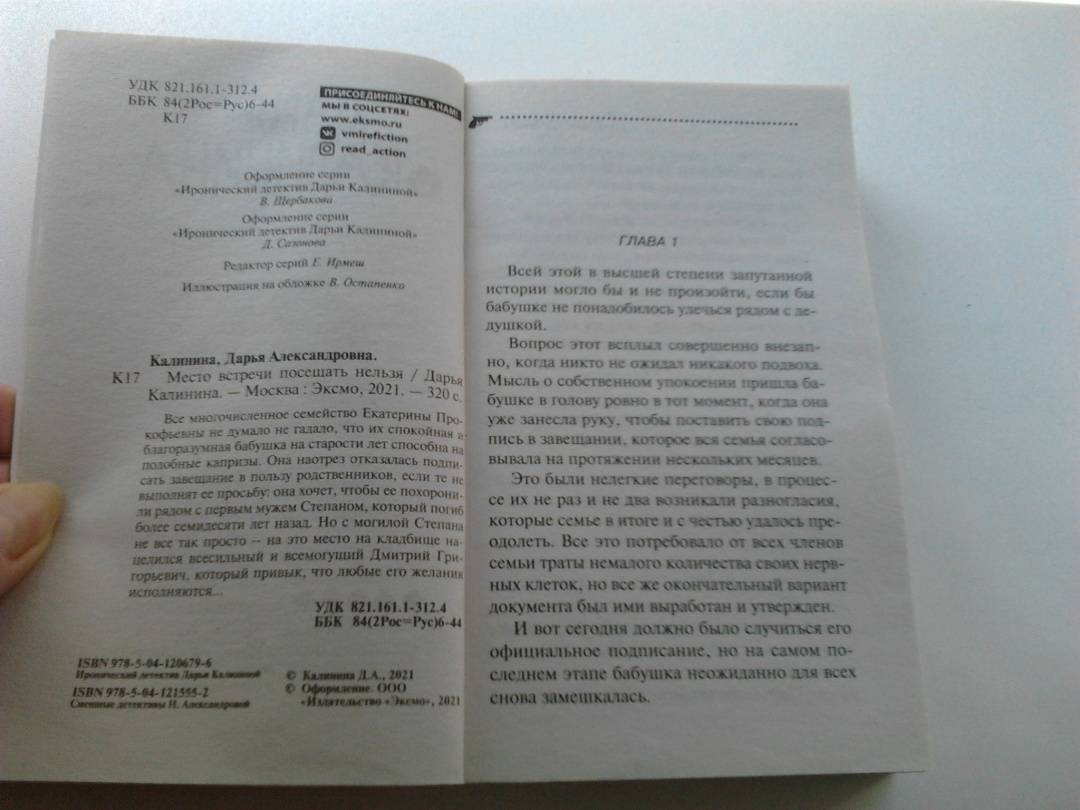 УДК 821.161.1-312.4
ББК 84(2Рос=Рус)6-44
К17
ПРИСОЕДИНЯЙТЕСЬ К НАМ!
МЫ В СОЦСЕТЯХ:
www.eksmo.ru
vmirefiction
read_action
Оформление серии
«Иронический детектив Дарьи Калининой»
В. Щербакова
Оформление серии
«Иронический детектив Дарьи Калининой»
Д. Сазонова
Редактор серий Е. Ирмеш
Иллюстрация на обложке В. Остапенко
Калинина, Дарья Александровна.
К17 Место встречи посещать нельзя / Дарья
Калинина. — Москва : Эксмо, 2021. — 320 с.
Все многочисленное семейство Екатерины Про-
кофьевны не думало не гадало, что их спокойная и
благоразумная бабушка на старости лет способна на
подобные капризы. Она наотрез отказалась подпи-
сать завещание в пользу родственников, если те не
выполнят ее просьбу: она хочет, чтобы ее похорони-
ли рядом с первым мужем Степаном, который погиб
более семидесяти лет назад. Но с могилой Степана
не все так просто – на это место на кладбище на-
целился всесильный и всемогущий Дмитрий Гри-
горьевич, который привык, что любые его желания
исполняются...
УДК 821.161.1-312.4
ББК 84(2Рос=Рус)6-44
ISBN 978-5-04-120679-6
Иронический детектив Дарьи Калининой
ISBN 978-5-04-121555-2
Смешные детективы Н. Александровой
© Калинина Д.А., 2021
© Оформление. ООО
«Издательство «Эксмо», 2021
ГЛАВА 1
Всей этой в высшей степени запутанной
истории могло бы и не произойти, если бы
бабушке не понадобилось улечься рядом с де-
душкой.
Вопрос этот всплыл совершенно внезап-
но, когда никто не ожидал никакого подвоха.
Мысль о собственном упокоении пришла ба-
бушке в голову ровно в тот момент, когда она
уже занесла руку, чтобы поставить свою под-
пись в завещании, которое вся семья согласо-
вывала на протяжении нескольких месяцев.
Это были нелегкие переговоры, в процес-
се их не раз и не два возникали разногласия,
которые семье в итоге и с честью удалось пре-
одолеть. Все это потребовало от всех членов
семьи траты немалого количества своих нерв-
ных клеток, но все же окончательный вариант
документа был ими выработан и утвержден.
И вот сегодня должно было случиться его
официальное подписание, но на самом по-
следнем этапе бабушка неожиданно для всех
снова замешкалась.